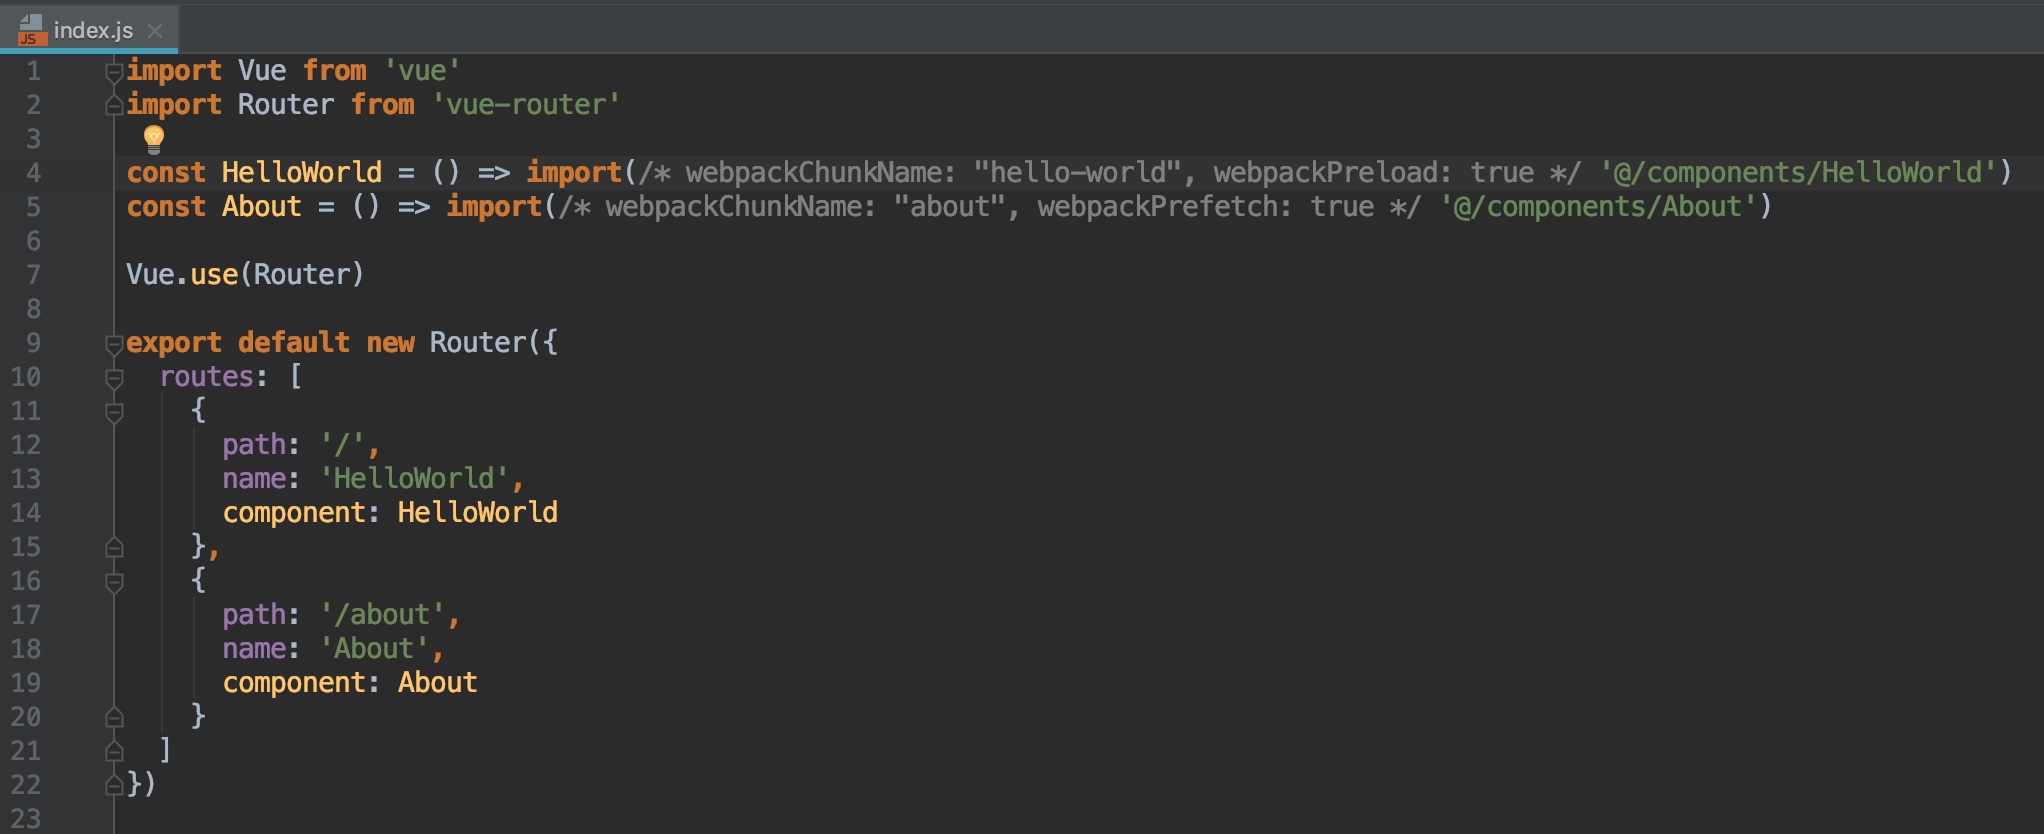 JS index.js
1 import Vue from 'vue'
2 import Router from 'vue-router'
3
4 const HelloWorld = () => import(/* webpackChunkName: "hello-world", webpackPreload: true */ '@/components/HelloWorld')
5 const About = () => import(/* webpackChunkName: "about", webpackPrefetch: true */ '@/components/About')
6
7 Vue.use(Router)
8
9 export default new Router({
10   routes: [
11     {
12       path: '/',
13       name: 'HelloWorld',
14       component: HelloWorld
15     },
16     {
17       path: '/about',
18       name: 'About',
19       component: About
20     }
21   ]
22 })
23